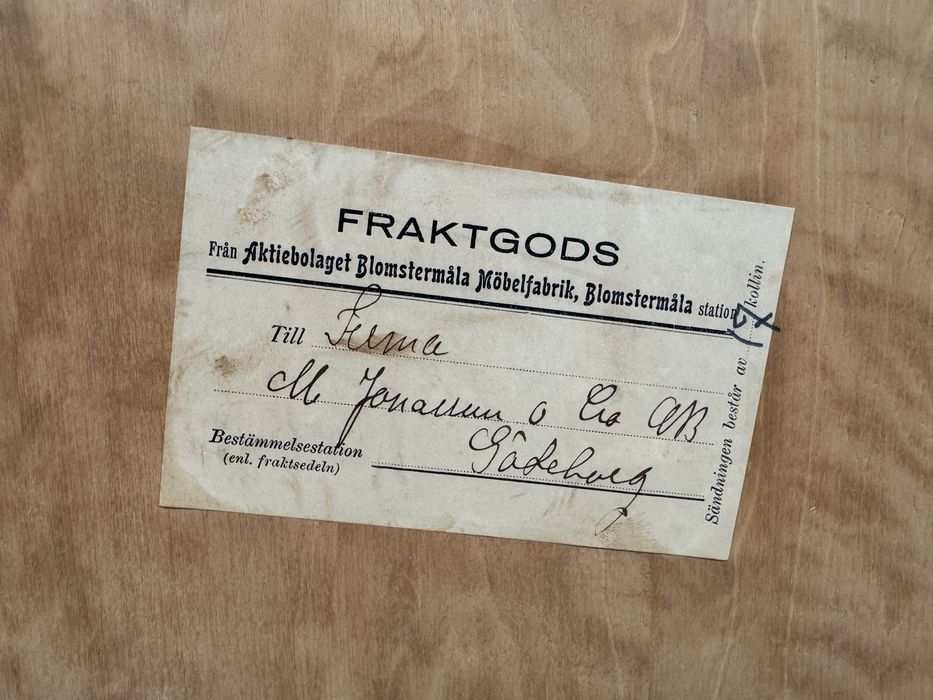 FRAKTGODS
Från Aktiebolaget Blomstermåla Möbelfabrik, Blomstermåla station
Till Firma
M Jonasson o Co AB
Bestämmelsestation Göteborg
(enl. fraktsedeln)
Sändningen består av 17 kollin.